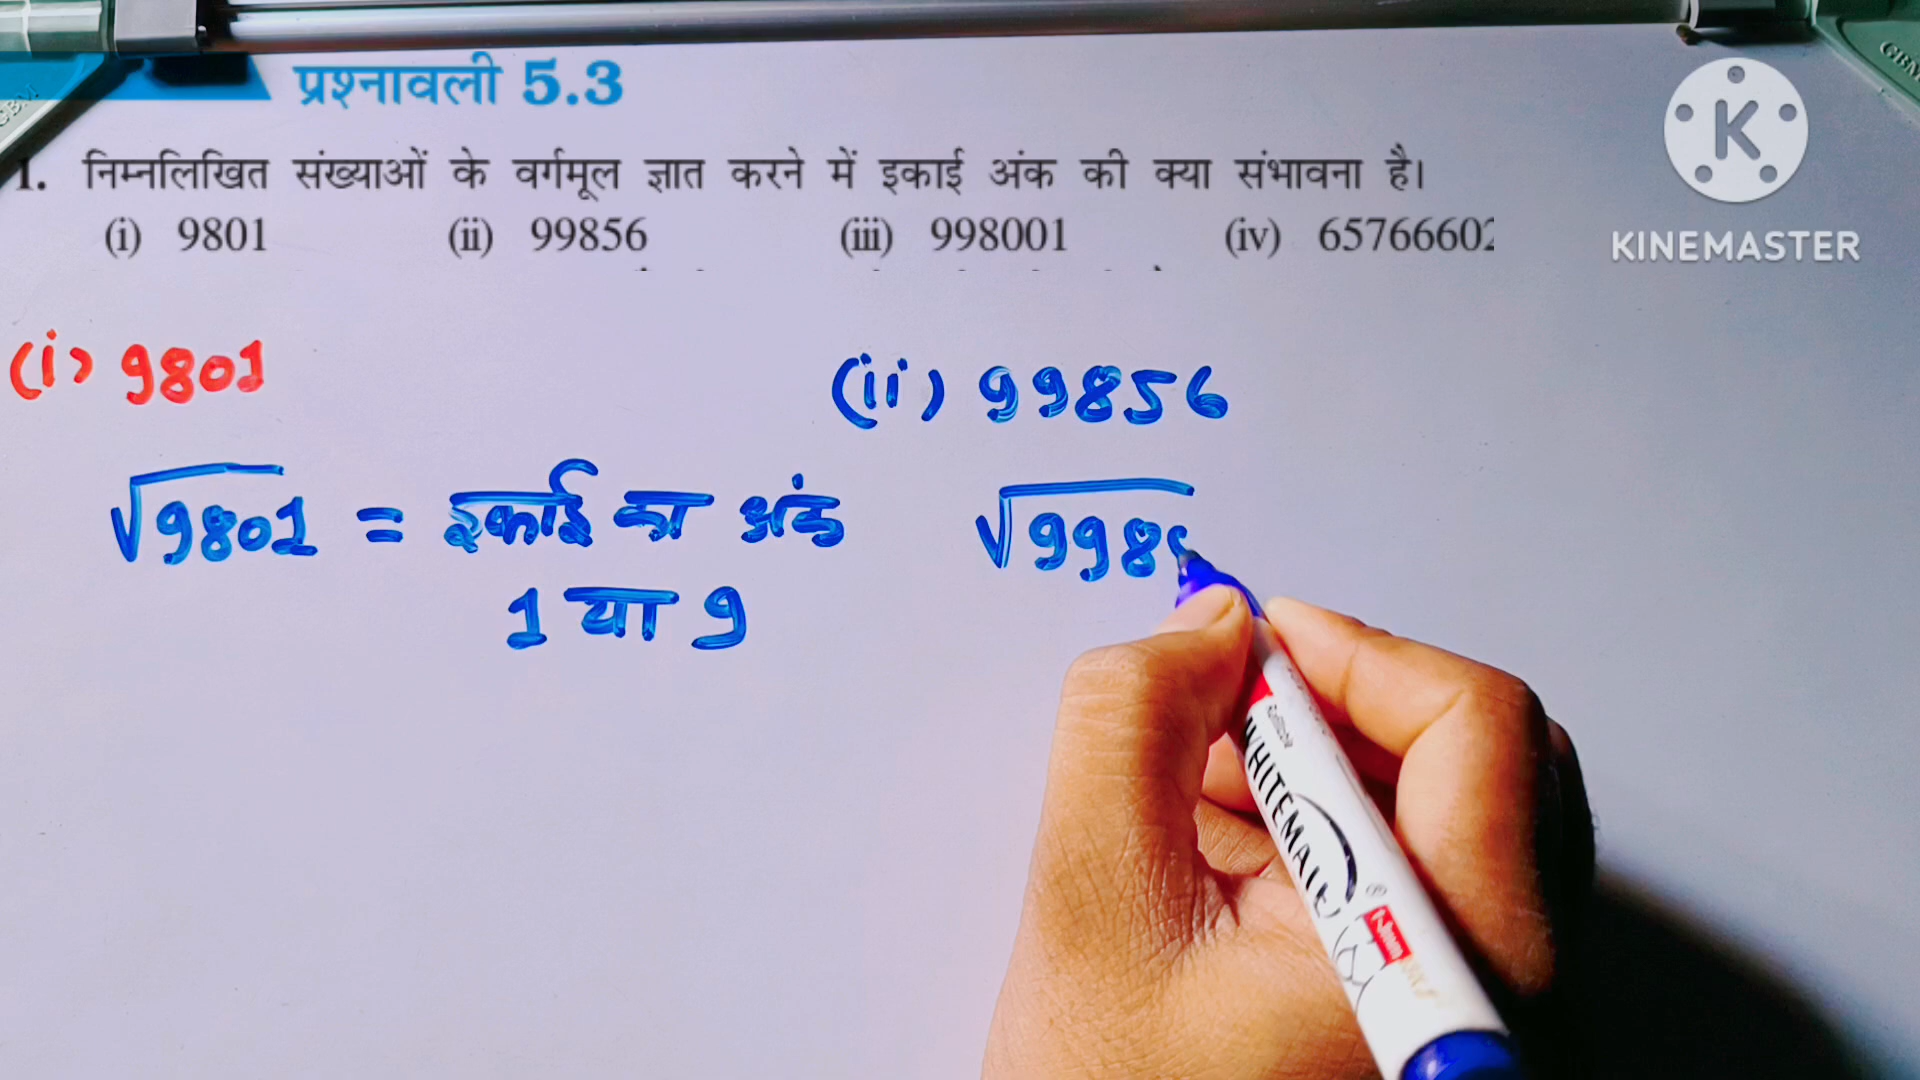 प्रश्नावली 5.3
1. निम्नलिखित संख्याओं के वर्गमूल ज्ञात करने में इकाई अंक की क्या संभावना है।
(i) 9801 (ii) 99856 (iii) 998001 (iv) 65766602
K
KINEMASTER
(i) 9801
(ii) 99856
√9801 = इकाई का अंक
1 या 9
√998
WHITEMATE